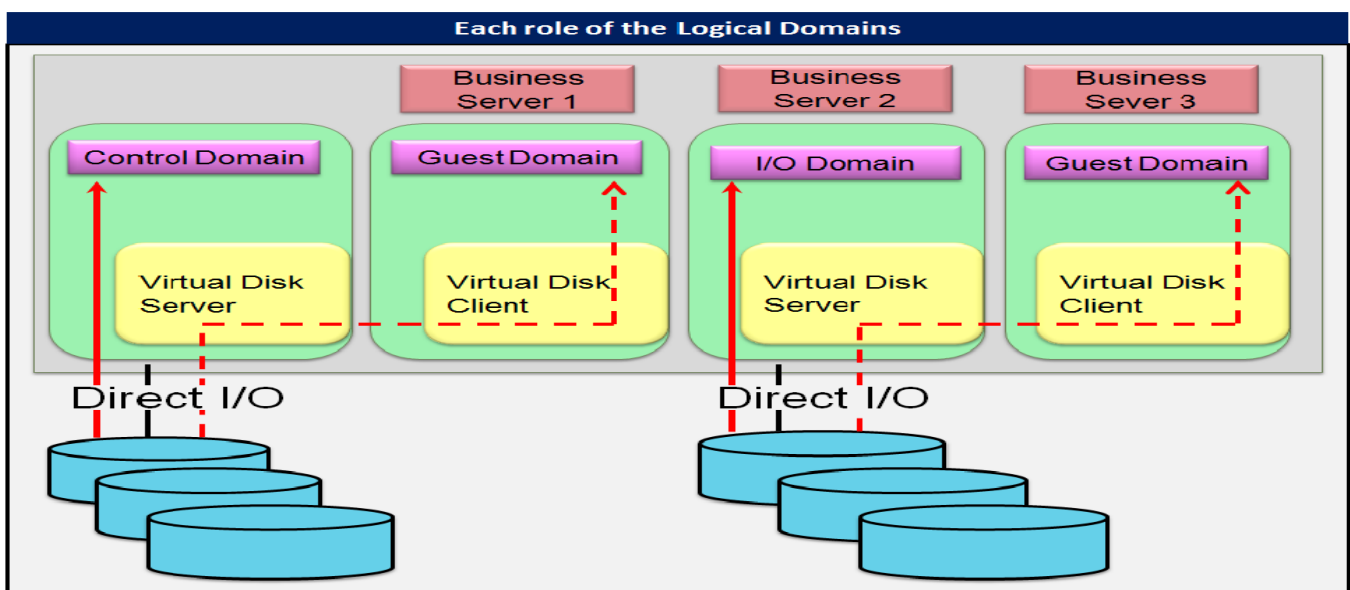 Each role of the Logical Domains
Business
Server 1
Business
Server 2
Business
Sever 3
Control Domain
Guest Domain
I/O Domain
Guest Domain
Virtual Disk
Server
Virtual Disk
Client
Virtual Disk
Server
Virtual Disk
Client
Direct I/O
Direct I/O